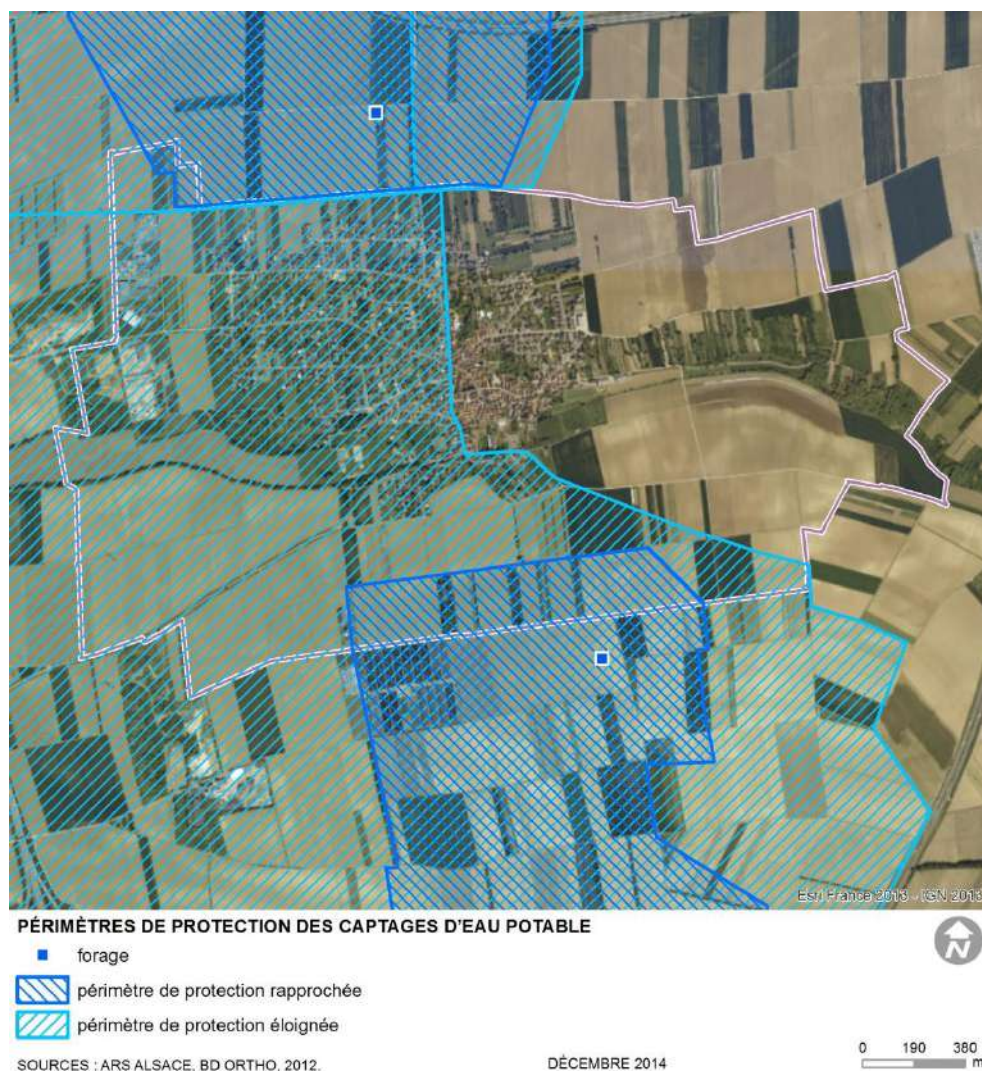 Esri France 2013 - IGN 2013
PÉRIMÈTRES DE PROTECTION DES CAPTAGES D'EAU POTABLE
N
forage
périmètre de protection rapprochée
périmètre de protection éloignée
SOURCES : ARS ALSACE, BD ORTHO, 2012.
DÉCEMBRE 2014
0 190 380
m